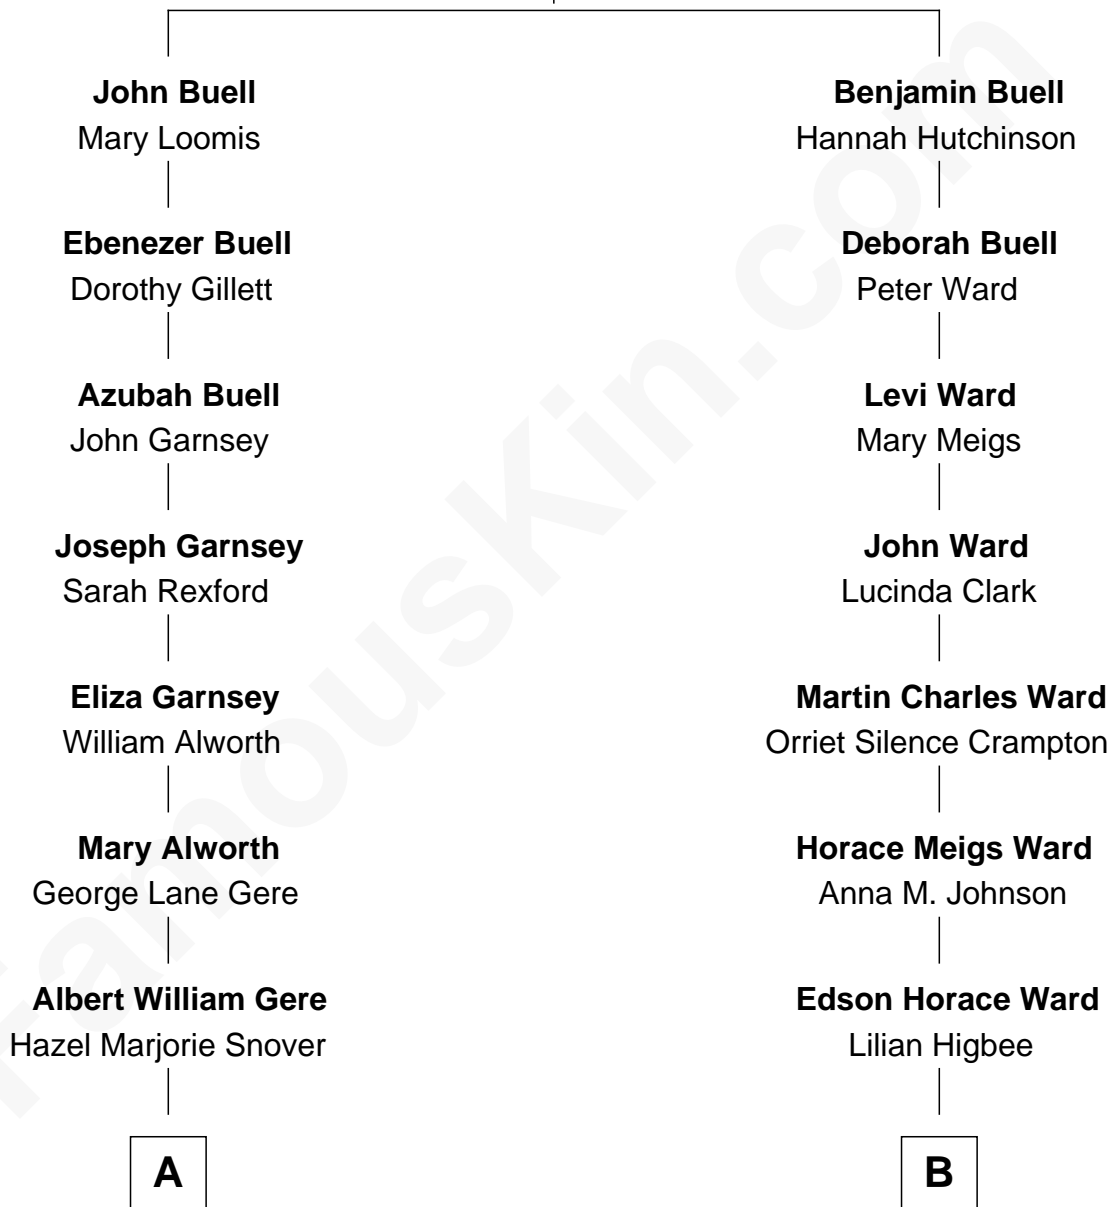 John Buell
Mary Loomis
Ebenezer Buell
Dorothy Gillett
Azubah Buell
John Garnsey
Joseph Garnsey
Sarah Rexford
Eliza Garnsey
William Alworth
Mary Alworth
George Lane Gere
Albert William Gere
Hazel Marjorie Snover
A
Benjamin Buell
Hannah Hutchinson
Deborah Buell
Peter Ward
Levi Ward
Mary Meigs
John Ward
Lucinda Clark
Martin Charles Ward
Orriet Silence Crampton
Horace Meigs Ward
Anna M. Johnson
Edson Horace Ward
Lilian Higbee
B
FamousKin.com